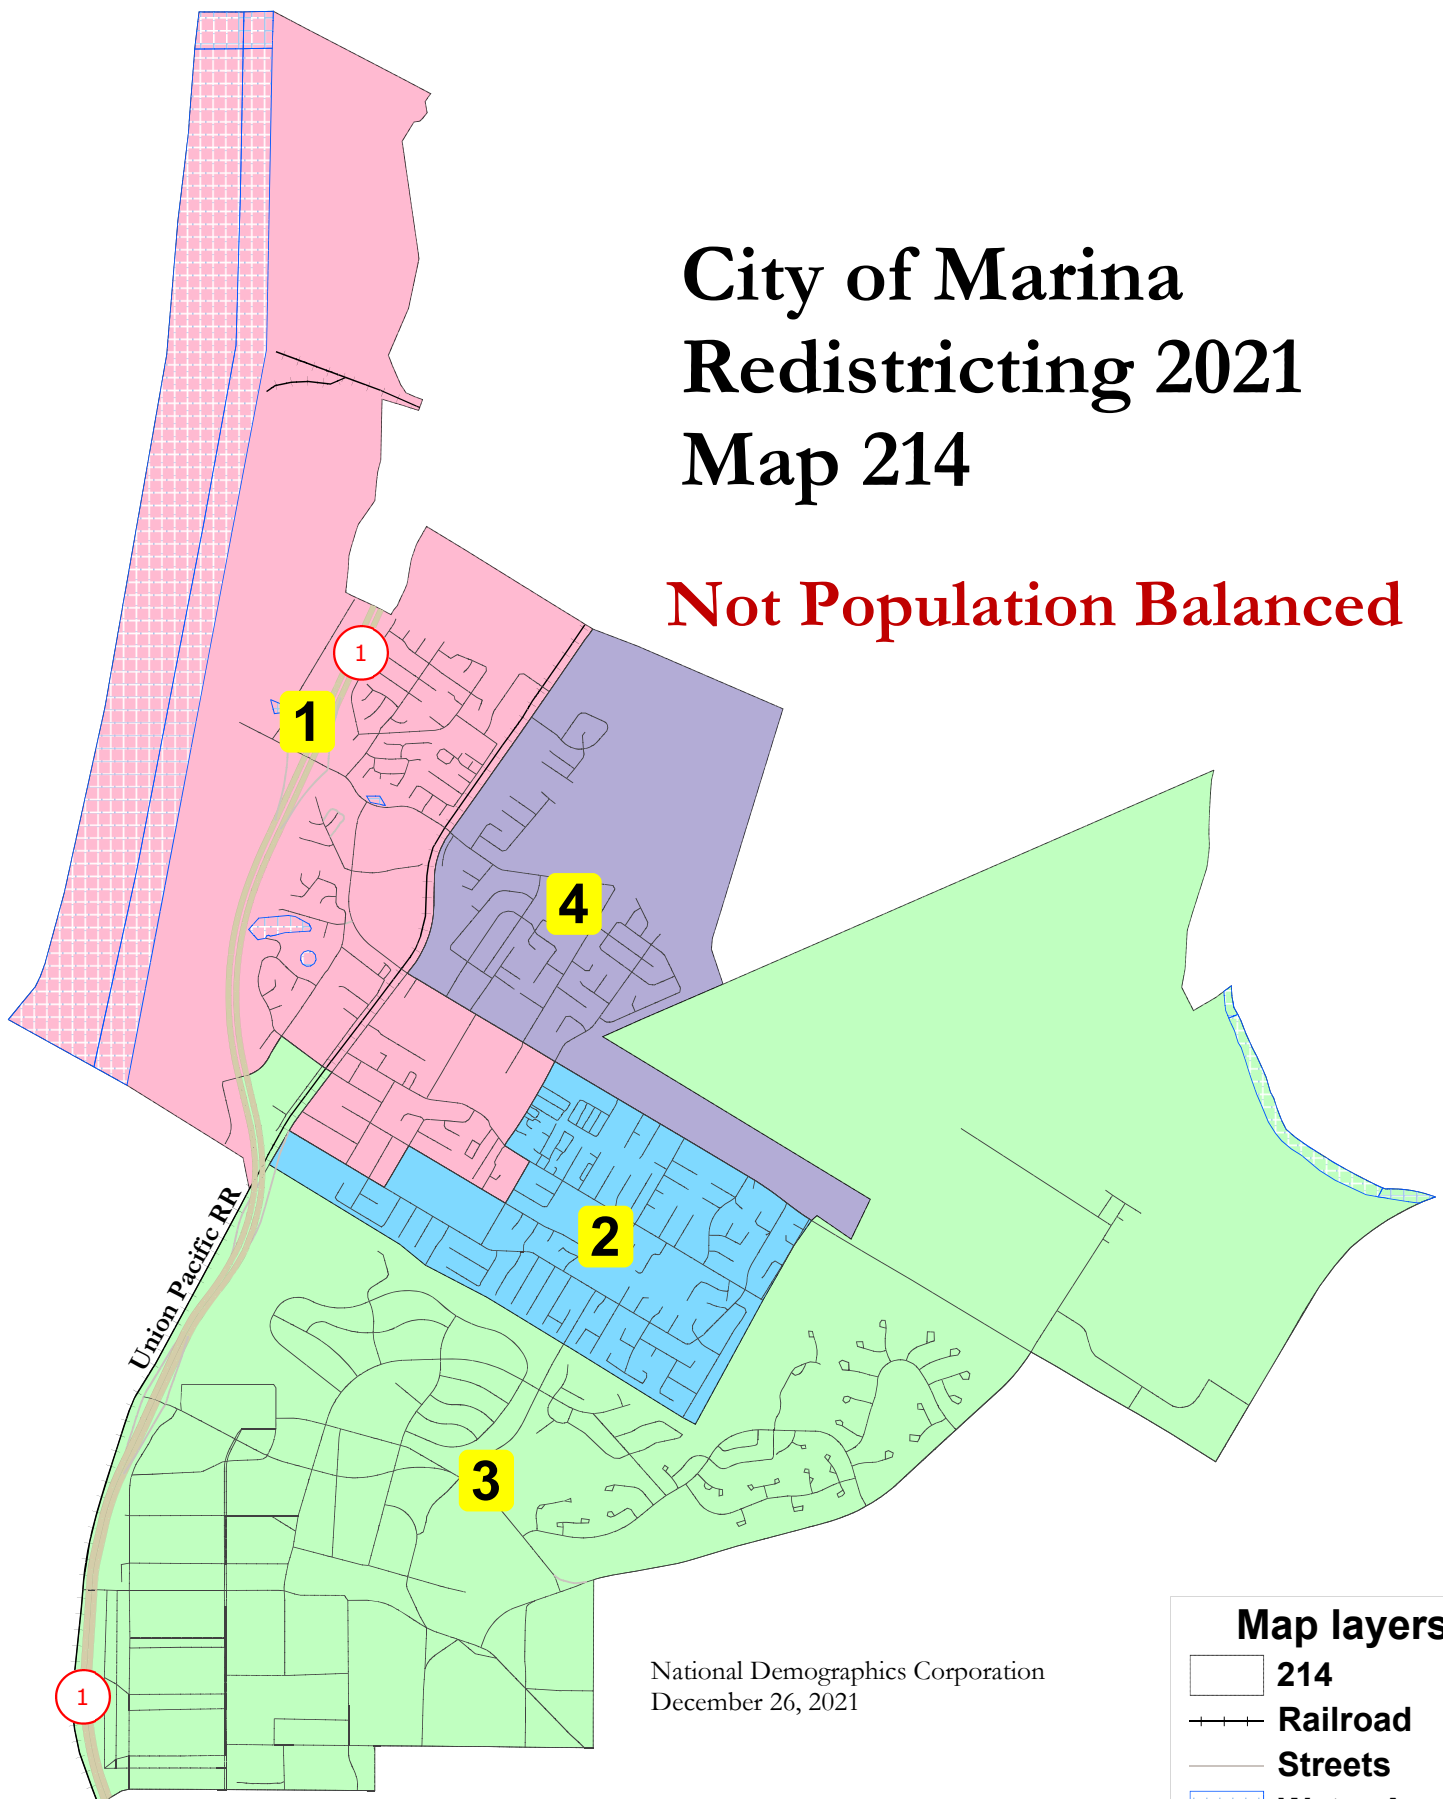 City of Marina
Redistricting 2021
Map 214
Not Population Balanced
1
1
4
2
Union Pacific RR
3
1
National Demographics Corporation
December 26, 2021
Map layers
214
Railroad
Streets